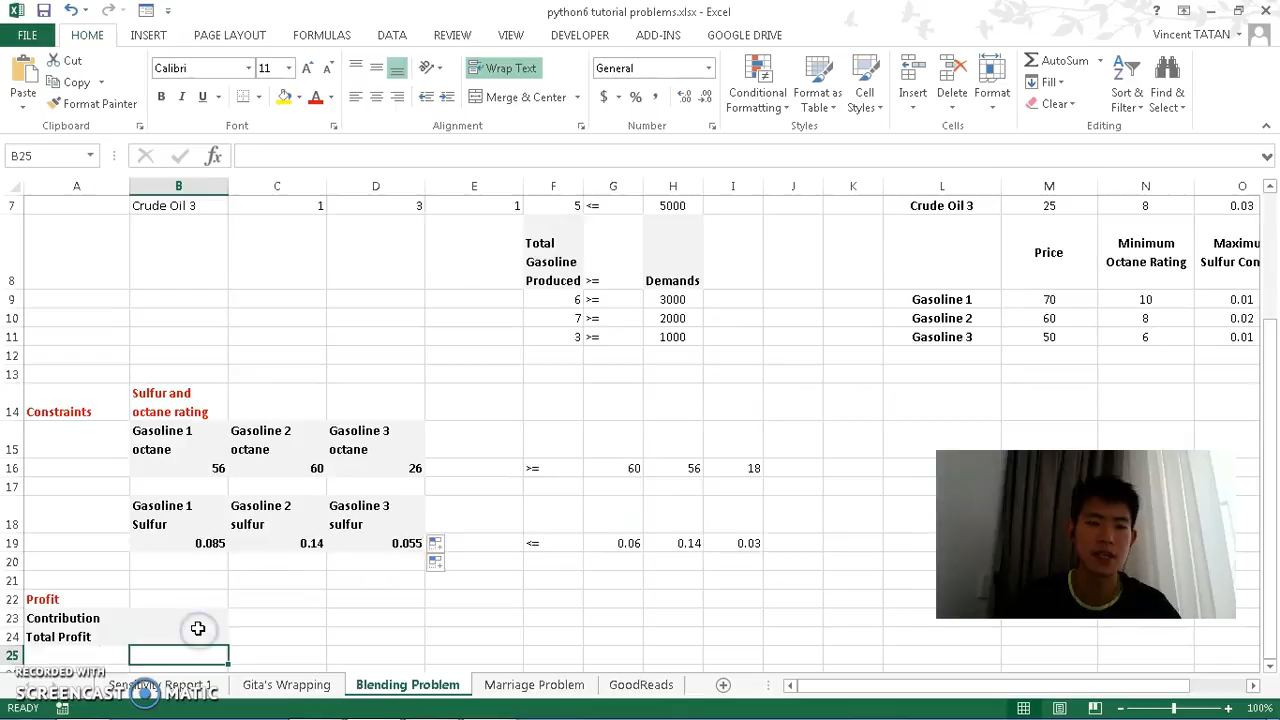 python6 tutorial problems.xlsx - Excel
FILE HOME INSERT PAGE LAYOUT FORMULAS DATA REVIEW VIEW DEVELOPER ADD-INS GOOGLE DRIVE Vincent TATAN
Cut
Copy
Format Painter
Paste
Clipboard
Calibri 11
B I U
Font
Wrap Text
Merge & Center
Alignment
General
$ % ,
Number
Conditional Formatting
Format as Table
Cell Styles
Styles
Insert Delete Format
Cells
AutoSum
Fill
Clear
Sort & Filter
Find & Select
Editing
B25 fx
A B C D E F G H I J K L M N O
7 Crude Oil 3 1 3 1 5 <= 5000 Crude Oil 3 25 8 0.03
Total
Gasoline
8 Produced >= Demands Price Minimum Octane Rating Maximu Sulfur Con
9 6 >= 3000 Gasoline 1 70 10 0.01
10 7 >= 2000 Gasoline 2 60 8 0.02
11 3 >= 1000 Gasoline 3 50 6 0.01
12
13
Sulfur and
14 Constraints octane rating
Gasoline 1 Gasoline 2 Gasoline 3
15 octane octane octane
16 56 60 26 >= 60 56 18
17
Gasoline 1 Gasoline 2 Gasoline 3
18 Sulfur sulfur sulfur
19 0.085 0.14 0.055 <= 0.06 0.14 0.03
20
21
22 Profit
23 Contribution
24 Total Profit
25
RECORDED WITH
SCREENCAST MATIC
Sensitivity Report 1 Gita's Wrapping Blending Problem Marriage Problem GoodReads
READY 100%